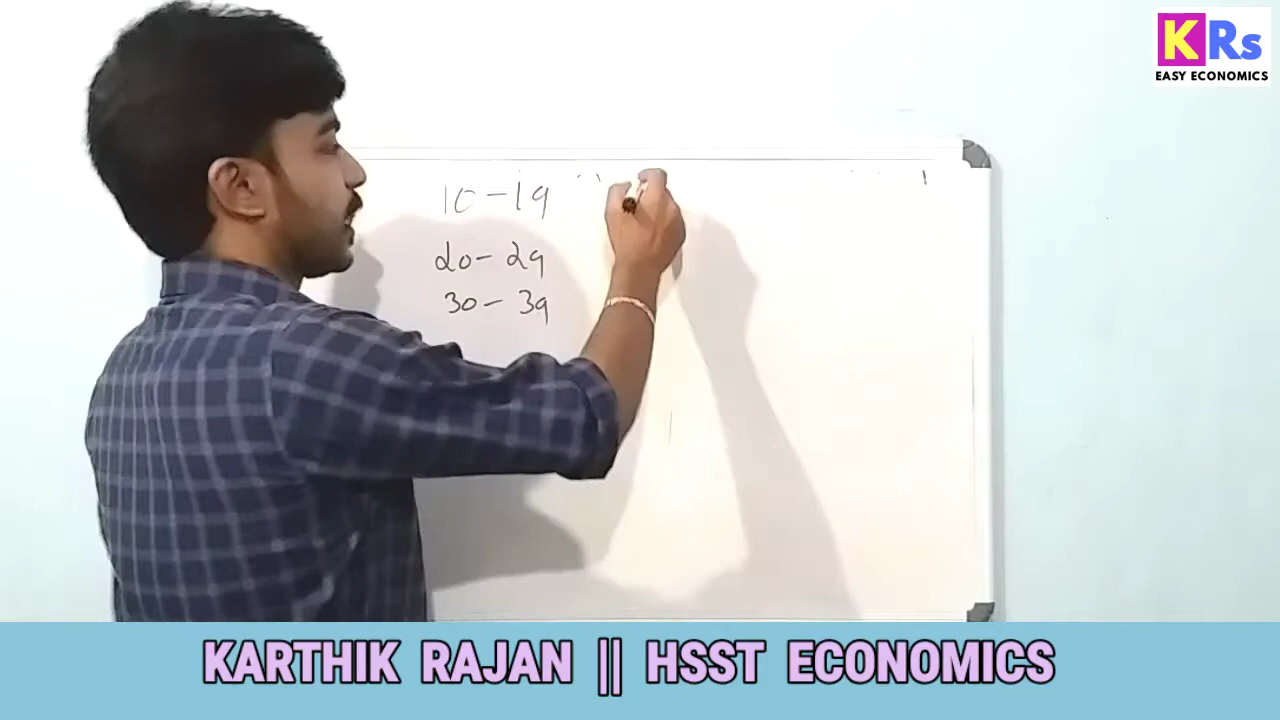 KRs
EASY ECONOMICS
10 - 19
20 - 29
30 - 39
KARTHIK RAJAN || HSST ECONOMICS